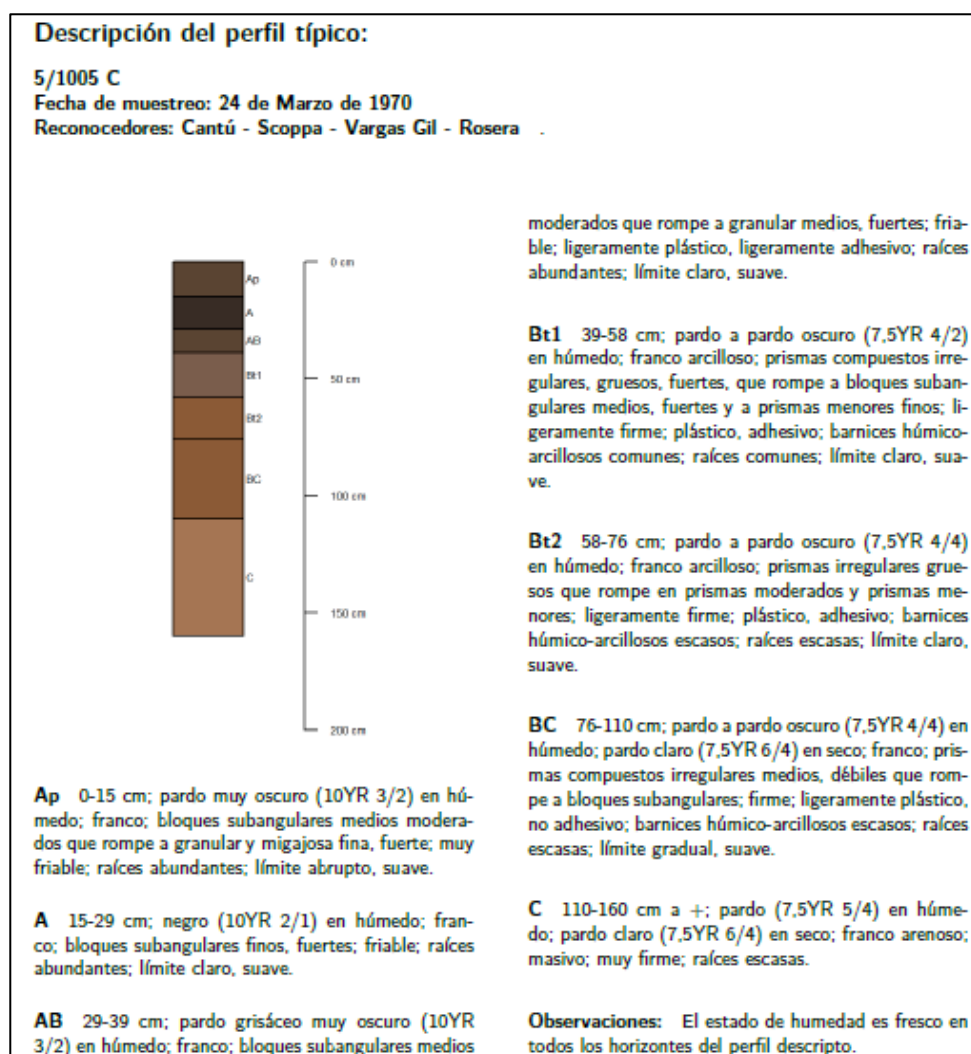 Descripción del perfil típico:
5/1005 C
Fecha de muestreo: 24 de Marzo de 1970
Reconocedores: Cantú - Scoppa - Vargas Gil - Rosera .
Ap
A
AB
Bt1
Bt2
BC
C
0 cm
50 cm
100 cm
150 cm
200 cm
Ap 0-15 cm; pardo muy oscuro (10YR 3/2) en hú-
medo; franco; bloques subangulares medios modera-
dos que rompe a granular y migajosa fina, fuerte; muy
friable; raíces abundantes; límite abrupto, suave.
A 15-29 cm; negro (10YR 2/1) en húmedo; fran-
co; bloques subangulares finos, fuertes; friable; raíces
abundantes; límite claro, suave.
AB 29-39 cm; pardo grisáceo muy oscuro (10YR
3/2) en húmedo; franco; bloques subangulares medios
moderados que rompe a granular medios, fuertes; fria-
ble; ligeramente plástico, ligeramente adhesivo; raíces
abundantes; límite claro, suave.
Bt1 39-58 cm; pardo a pardo oscuro (7,5YR 4/2)
en húmedo; franco arcilloso; prismas compuestos irre-
gulares, gruesos, fuertes, que rompe a bloques suban-
gulares medios, fuertes y a prismas menores finos; li-
geramente firme; plástico, adhesivo; barnices húmico-
arcillosos comunes; raíces comunes; límite claro, sua-
ve.
Bt2 58-76 cm; pardo a pardo oscuro (7,5YR 4/4)
en húmedo; franco arcilloso; prismas irregulares grue-
sos que rompe en prismas moderados y prismas me-
nores; ligeramente firme; plástico, adhesivo; barnices
húmico-arcillosos escasos; raíces escasas; límite claro,
suave.
BC 76-110 cm; pardo a pardo oscuro (7,5YR 4/4) en
húmedo; pardo claro (7,5YR 6/4) en seco; franco; pris-
mas compuestos irregulares medios, débiles que rom-
pe a bloques subangulares; firme; ligeramente plástico,
no adhesivo; barnices húmico-arcillosos escasos; raíces
escasas; límite gradual, suave.
C 110-160 cm a +; pardo (7,5YR 5/4) en húme-
do; pardo claro (7,5YR 6/4) en seco; franco arenoso;
masivo; muy firme; raíces escasas.
Observaciones: El estado de humedad es fresco en
todos los horizontes del perfil descripto.